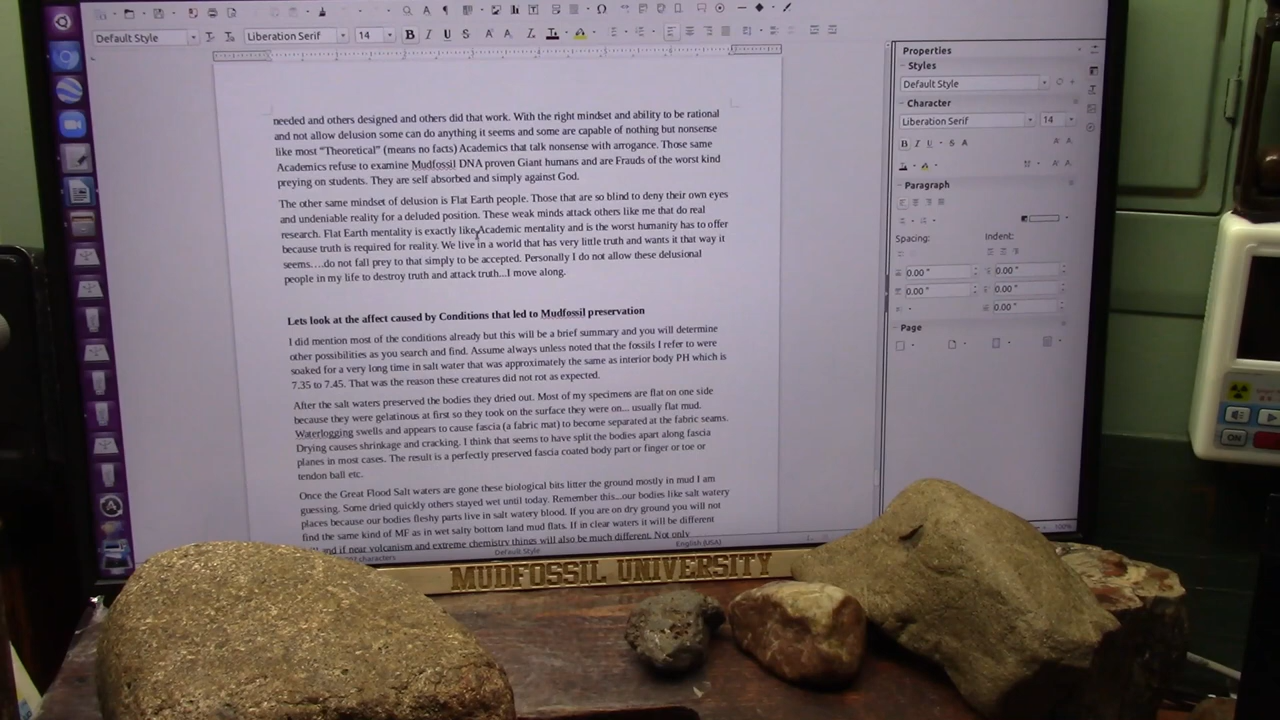 Default Style
Liberation Serif
14
needed and others designed and others did that work. With the right mindset and ability to be rational
and not allow delusion some can do anything it seems and some are capable of nothing but nonsense
like most "Theoretical" (means no facts) Academics that talk nonsense with arrogance. Those same
Academics refuse to examine Mudfossil DNA proven Giant humans and are Frauds of the worst kind
preying on students. They are self absorbed and simply against God.
The other same mindset of delusion is Flat Earth people. Those that are so blind to deny their own eyes
and undeniable reality for a deluded position. These weak minds attack others like me that do real
research. Flat Earth mentality is exactly like Academic mentality and is the worst humanity has to offer
because truth is required for reality. We live in a world that has very little truth and wants it that way it
seems….do not fall prey to that simply to be accepted. Personally I do not allow these delusional
people in my life to destroy truth and attack truth...I move along.
Lets look at the affect caused by Conditions that led to Mudfossil preservation
I did mention most of the conditions already but this will be a brief summary and you will determine
other possibilities as you search and find. Assume always unless noted that the fossils I refer to were
soaked for a very long time in salt water that was approximately the same as interior body PH which is
7.35 to 7.45. That was the reason these creatures did not rot as expected.
After the salt waters preserved the bodies they dried out. Most of my specimens are flat on one side
because they were gelatinous at first so they took on the surface they were on... usually flat mud.
Waterlogging swells and appears to cause fascia (a fabric mat) to become separated at the fabric seams.
Drying causes shrinkage and cracking. I think that seems to have split the bodies apart along fascia
planes in most cases. The result is a perfectly preserved fascia coated body part or finger or toe or
tendon ball etc.
Once the Great Flood Salt waters are gone these biological bits litter the ground mostly in mud I am
guessing. Some dried quickly others stayed wet until today. Remember this...our bodies like salt watery
places because our bodies fleshy parts live in salt watery blood. If you are on dry ground you will not
find the same kind of MF as in wet salty bottom land mud flats. If in clear waters it will be different
and if near volcanism and extreme chemistry things will also be much different. Not only
characters
Default Style
English (USA)
100%
Properties
Styles
Default Style
Character
Liberation Serif
14
Paragraph
Spacing:
Indent:
0.00 "
0.00 "
0.00 "
0.00 "
0.00 "
Page
ON
MUDFOSSIL UNIVERSITY